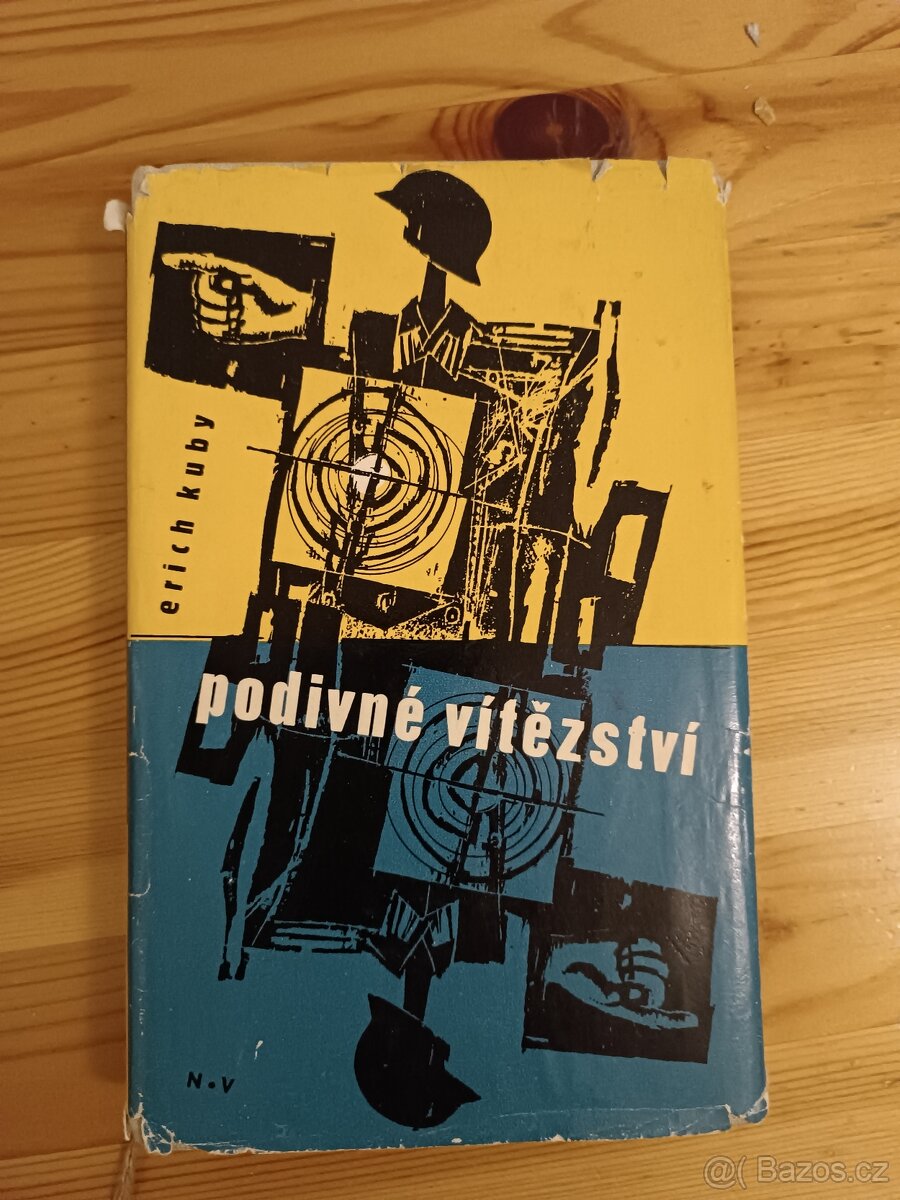 erich kuby
podivné vítězství
N.V
@( Bazos.cz